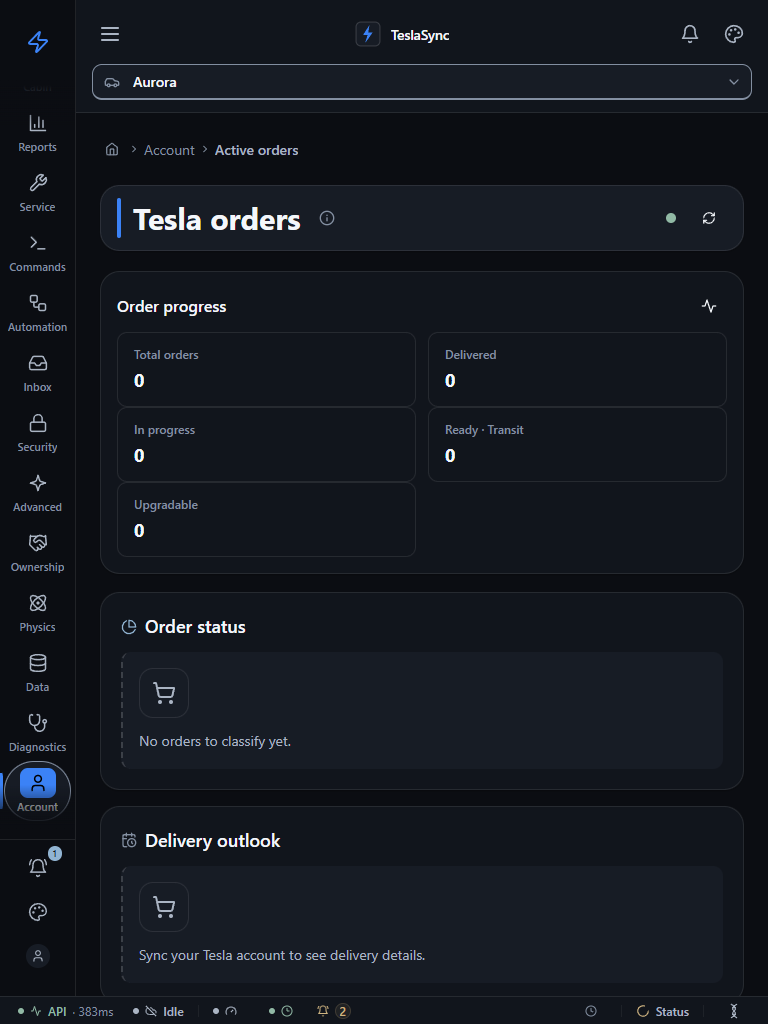 TeslaSync
Aurora
Account
Active orders
Reports
Service
Commands
Automation
Inbox
Security
Advanced
Ownership
Physics
Data
Diagnostics
Account
1
Tesla orders
Order progress
Total orders
0
Delivered
0
In progress
0
Ready · Transit
0
Upgradable
0
Order status
No orders to classify yet.
Delivery outlook
Sync your Tesla account to see delivery details.
API · 383ms
Idle
2
Status